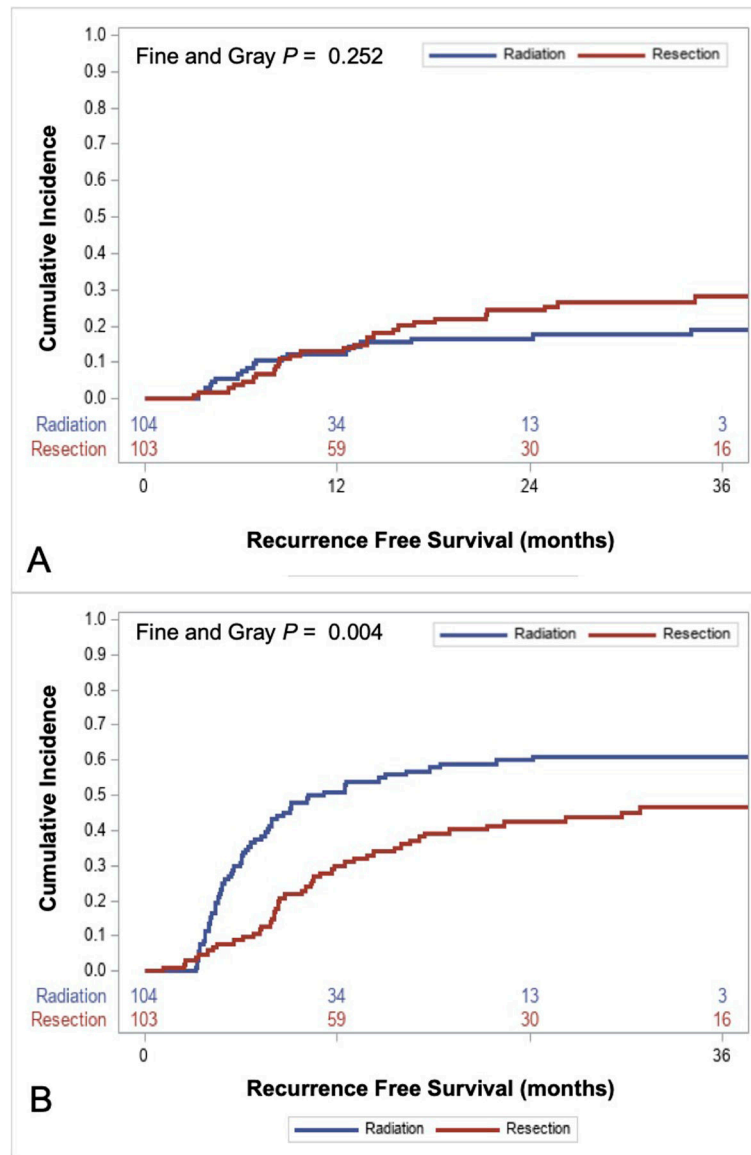 Fine and Gray P = 0.252
Radiation Resection
1.0
0.9
0.8
0.7
0.6
0.5
0.4
0.3
0.2
0.1
0.0
Cumulative Incidence
Radiation 104 34 13 3
Resection 103 59 30 16
0 12 24 36
Recurrence Free Survival (months)
A
Fine and Gray P = 0.004
Radiation Resection
1.0
0.9
0.8
0.7
0.6
0.5
0.4
0.3
0.2
0.1
0.0
Cumulative Incidence
Radiation 104 34 13 3
Resection 103 59 30 16
0 36
Recurrence Free Survival (months)
B
Radiation Resection